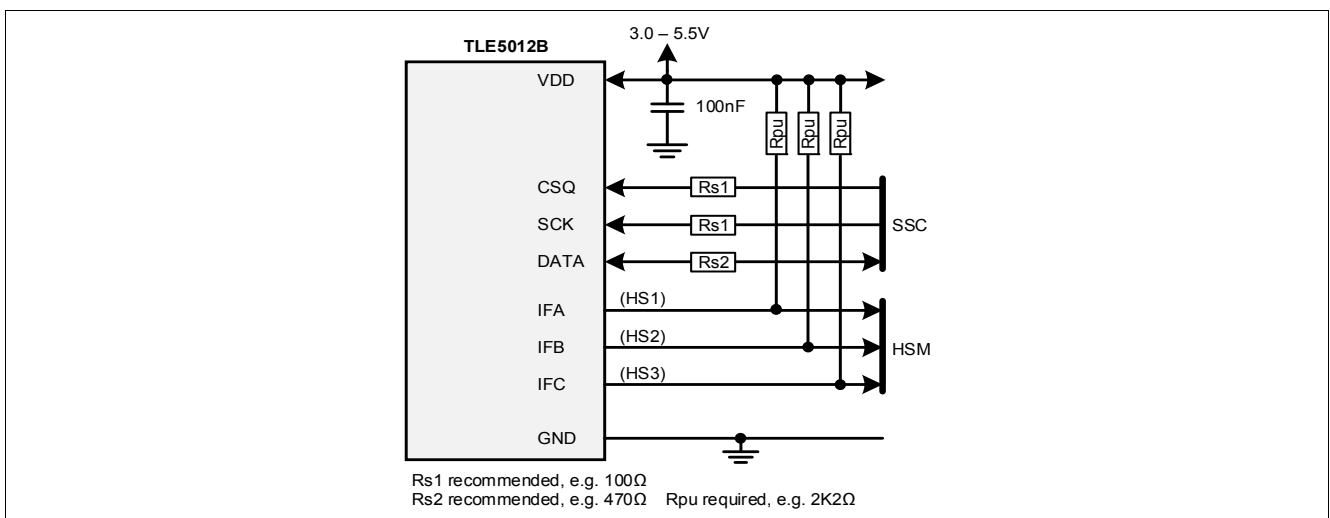 3.0 – 5.5V
TLE5012B
VDD
100nF
Rpu Rpu Rpu
CSQ Rs1
SCK Rs1 SSC
DATA Rs2
IFA (HS1)
IFB (HS2) HSM
IFC (HS3)
GND
Rs1 recommended, e.g. 100Ω
Rs2 recommended, e.g. 470Ω Rpu required, e.g. 2K2Ω